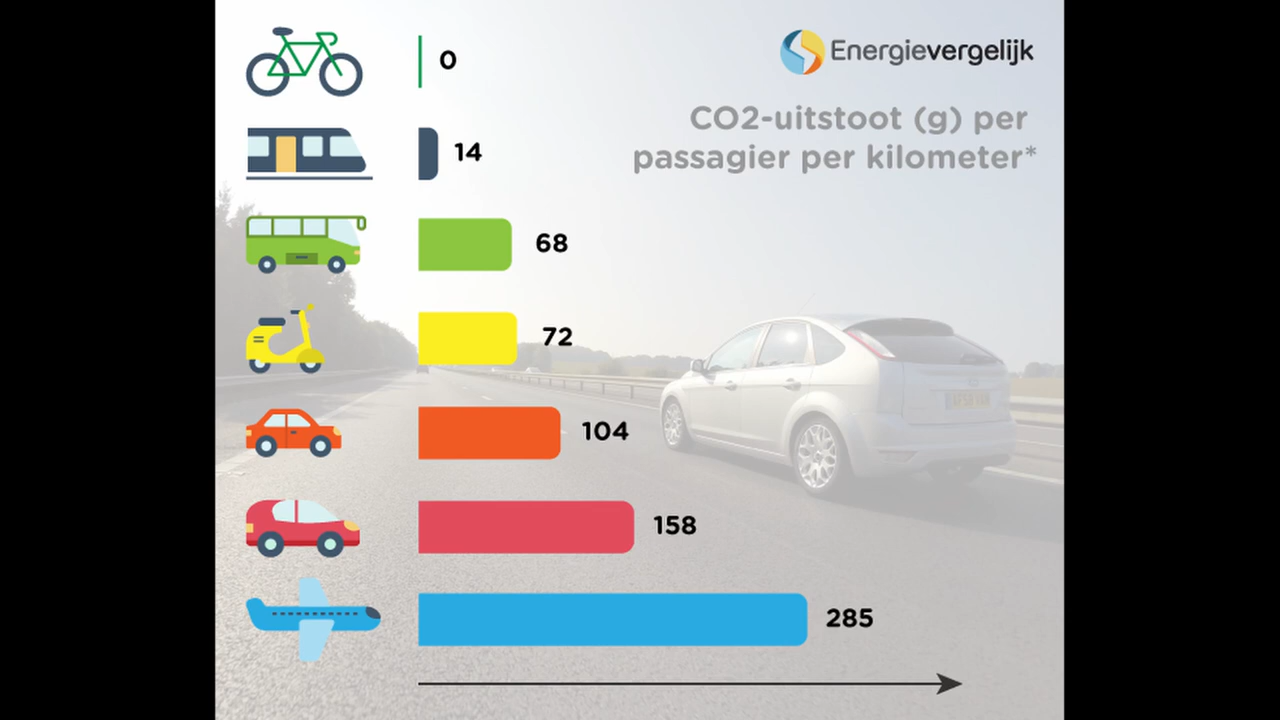 Energievergelijk
CO2-uitstoot (g) per
passagier per kilometer*
0
14
68
72
104
158
285